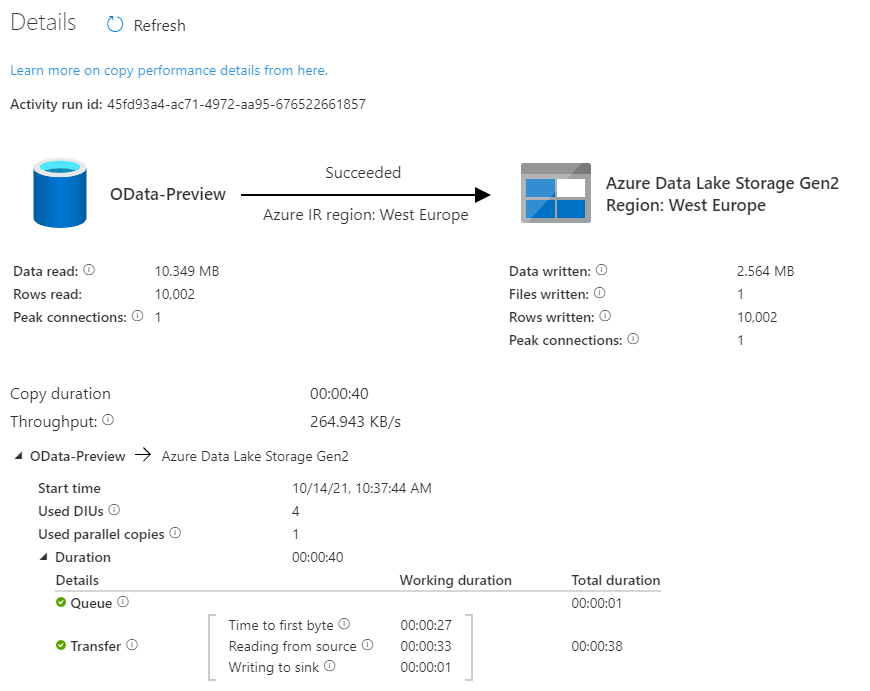 Details Refresh
Learn more on copy performance details from here.
Activity run id: 45fd93a4-ac71-4972-aa95-676522661857
Succeeded
OData-Preview
Azure IR region: West Europe
Azure Data Lake Storage Gen2
Region: West Europe
Data read: 10.349 MB
Rows read: 10,002
Peak connections: 1
Data written: 2.564 MB
Files written: 1
Rows written: 10,002
Peak connections: 1
Copy duration 00:00:40
Throughput: 264.943 KB/s
OData-Preview → Azure Data Lake Storage Gen2
Start time 10/14/21, 10:37:44 AM
Used DIUs 4
Used parallel copies 1
Duration 00:00:40
Details Working duration Total duration
Queue 00:00:01
Time to first byte 00:00:27
Transfer Reading from source 00:00:33 00:00:38
Writing to sink 00:00:01